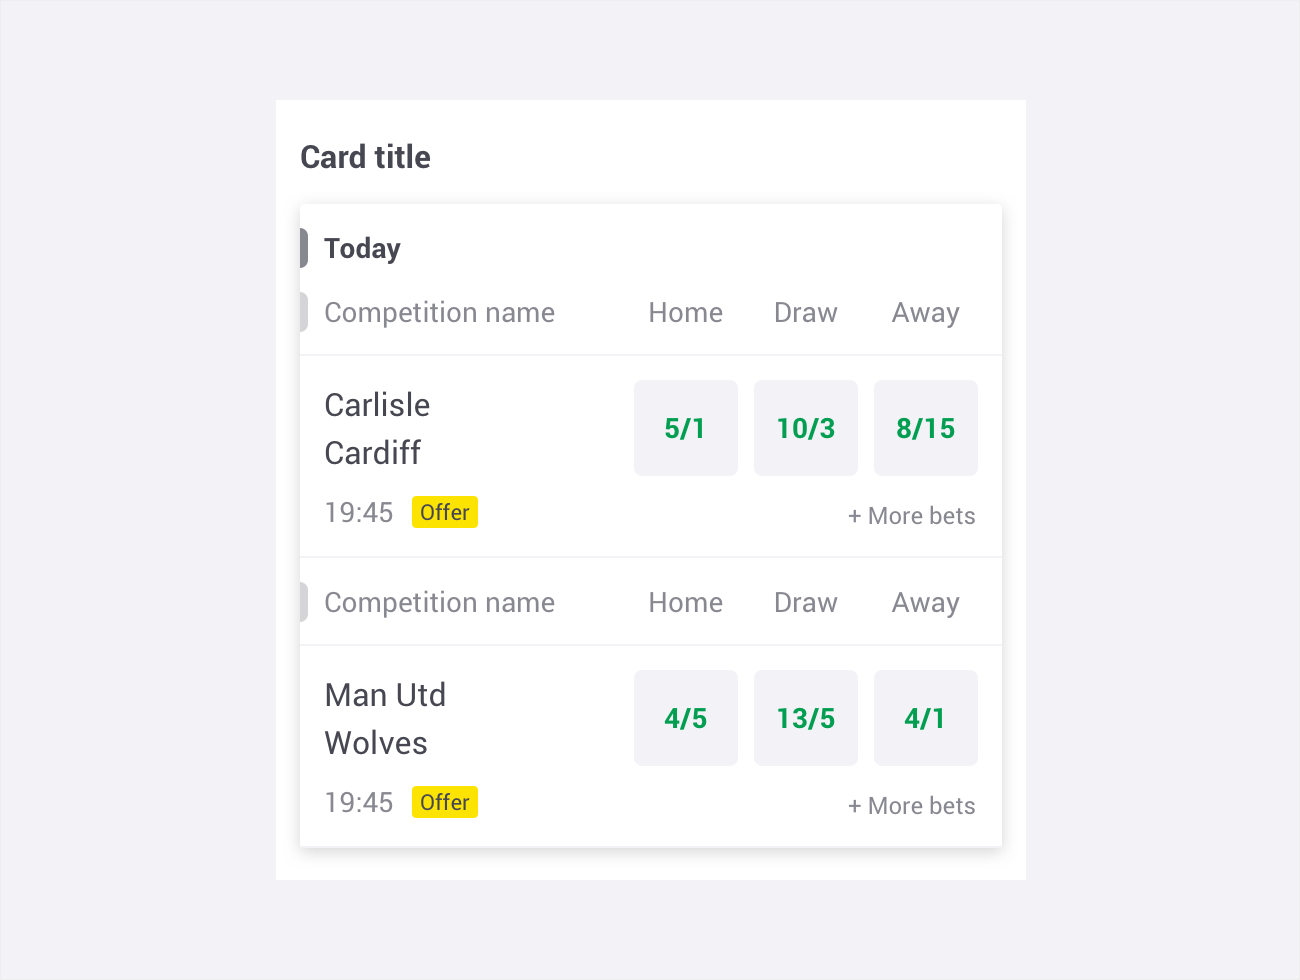 Card title
Today
Competition name Home Draw Away
Carlisle
Cardiff
5/1 10/3 8/15
19:45 Offer + More bets
Competition name Home Draw Away
Man Utd
Wolves
4/5 13/5 4/1
19:45 Offer + More bets